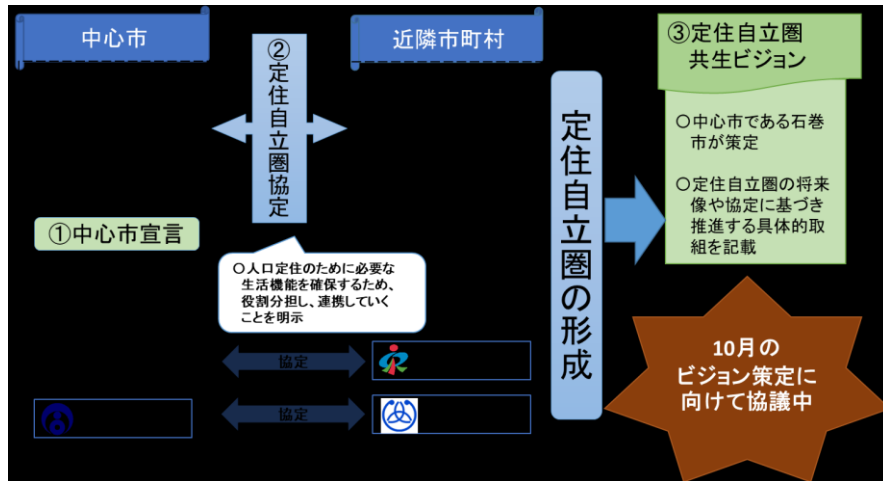 中心市
②定住自立圏協定
近隣市町村
①中心市宣言
○人口定住のために必要な
生活機能を確保するため、
役割分担し、連携していく
ことを明示
協定
協定
定住自立圏の形成
③定住自立圏
共生ビジョン
○中心市である石巻
市が策定
○定住自立圏の将来
像や協定に基づき
推進する具体的取
組を記載
10月の
ビジョン策定に
向けて協議中